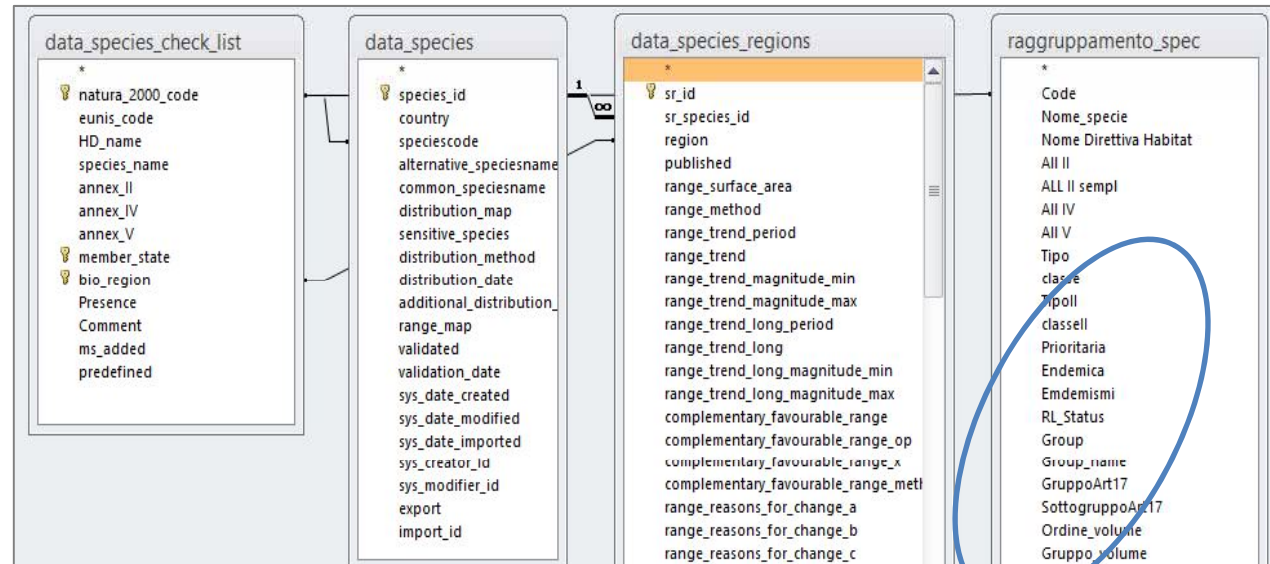 data_species_check_list
*
natura_2000_code
eunis_code
HD_name
species_name
annex_II
annex_IV
annex_V
member_state
bio_region
Presence
Comment
ms_added
predefined
data_species
*
species_id
country
speciescode
alternative_speciesname
common_speciesname
distribution_map
sensitive_species
distribution_method
distribution_date
additional_distribution_
range_map
validated
validation_date
sys_date_created
sys_date_modified
sys_date_imported
sys_creator_id
sys_modifier_id
export
import_id
1
∞
data_species_regions
*
sr_id
sr_species_id
region
published
range_surface_area
range_method
range_trend_period
range_trend
range_trend_magnitude_min
range_trend_magnitude_max
range_trend_long_period
range_trend_long
range_trend_long_magnitude_min
range_trend_long_magnitude_max
complementary_favourable_range
complementary_favourable_range_op
complementary_favourable_range_x
complementary_favourable_range_meth
range_reasons_for_change_a
range_reasons_for_change_b
range_reasons_for_change_c
raggruppamento_spec
*
Code
Nome_specie
Nome Direttiva Habitat
All II
ALL II sempl
All IV
All V
Tipo
classe
TipoII
classeII
Prioritaria
Endemica
Emdemismi
RL_Status
Group
Group_name
GruppoArt17
SottogruppoArt17
Ordine_volume
Gruppo_volume